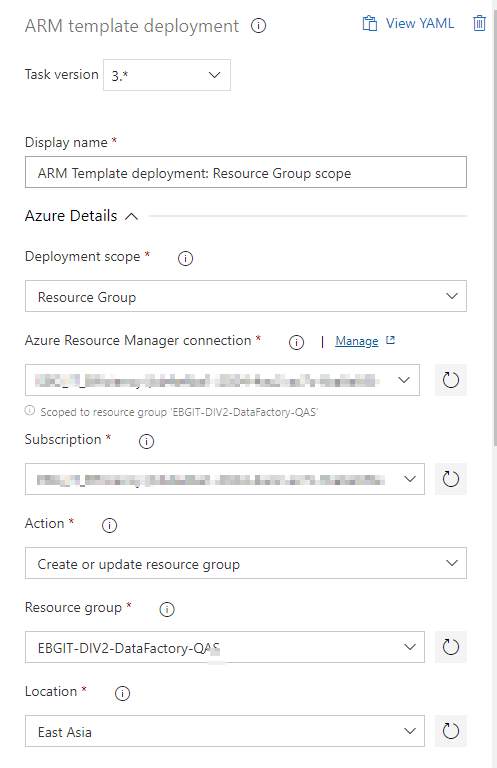 ARM template deployment
View YAML
Task version 3.*
Display name *
ARM Template deployment: Resource Group scope
Azure Details
Deployment scope *
Resource Group
Azure Resource Manager connection * | Manage
Scoped to resource group 'EBGIT-DIV2-DataFactory-QAS'
Subscription *
Action *
Create or update resource group
Resource group *
EBGIT-DIV2-DataFactory-QAS
Location *
East Asia